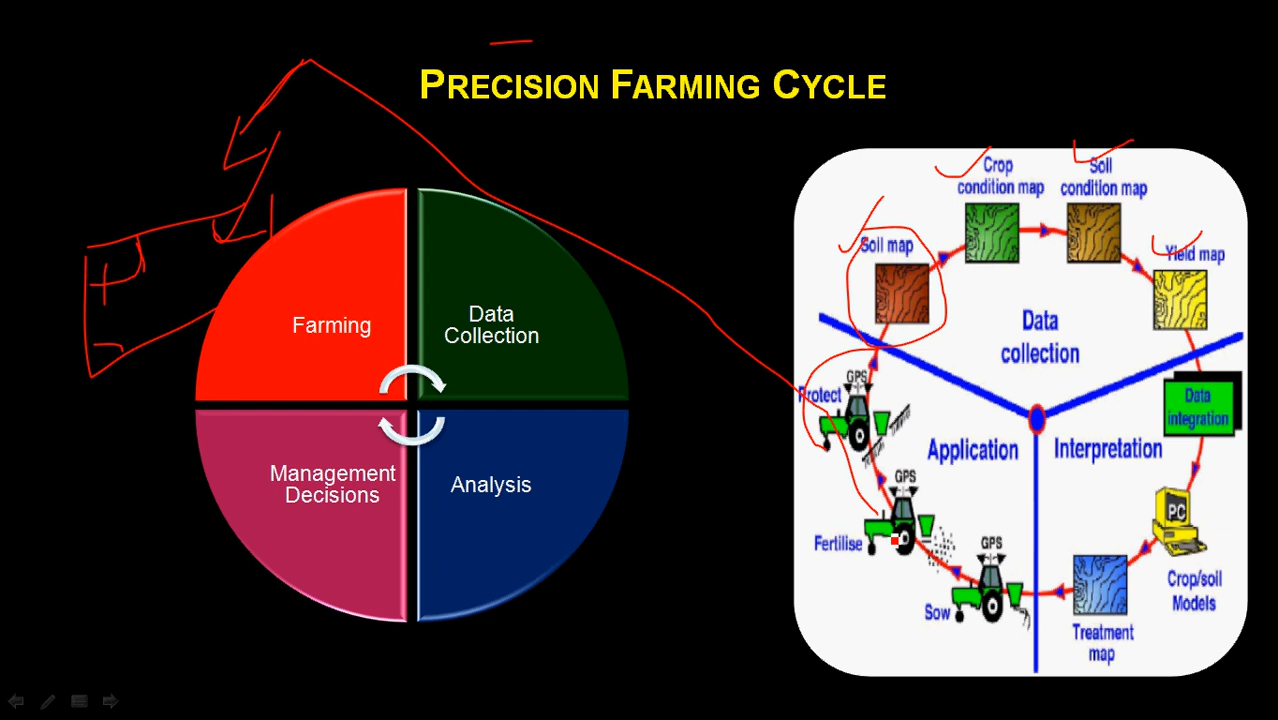 PRECISION FARMING CYCLE
Farming
Data
Collection
Management
Decisions
Analysis
Crop
condition map
Soil
condition map
Soil map
Yield map
Data
collection
Protect
GPS
Data
integration
Application
Interpretation
GPS
Fertilise
PC
GPS
Sow
Crop/soil
Models
Treatment
map